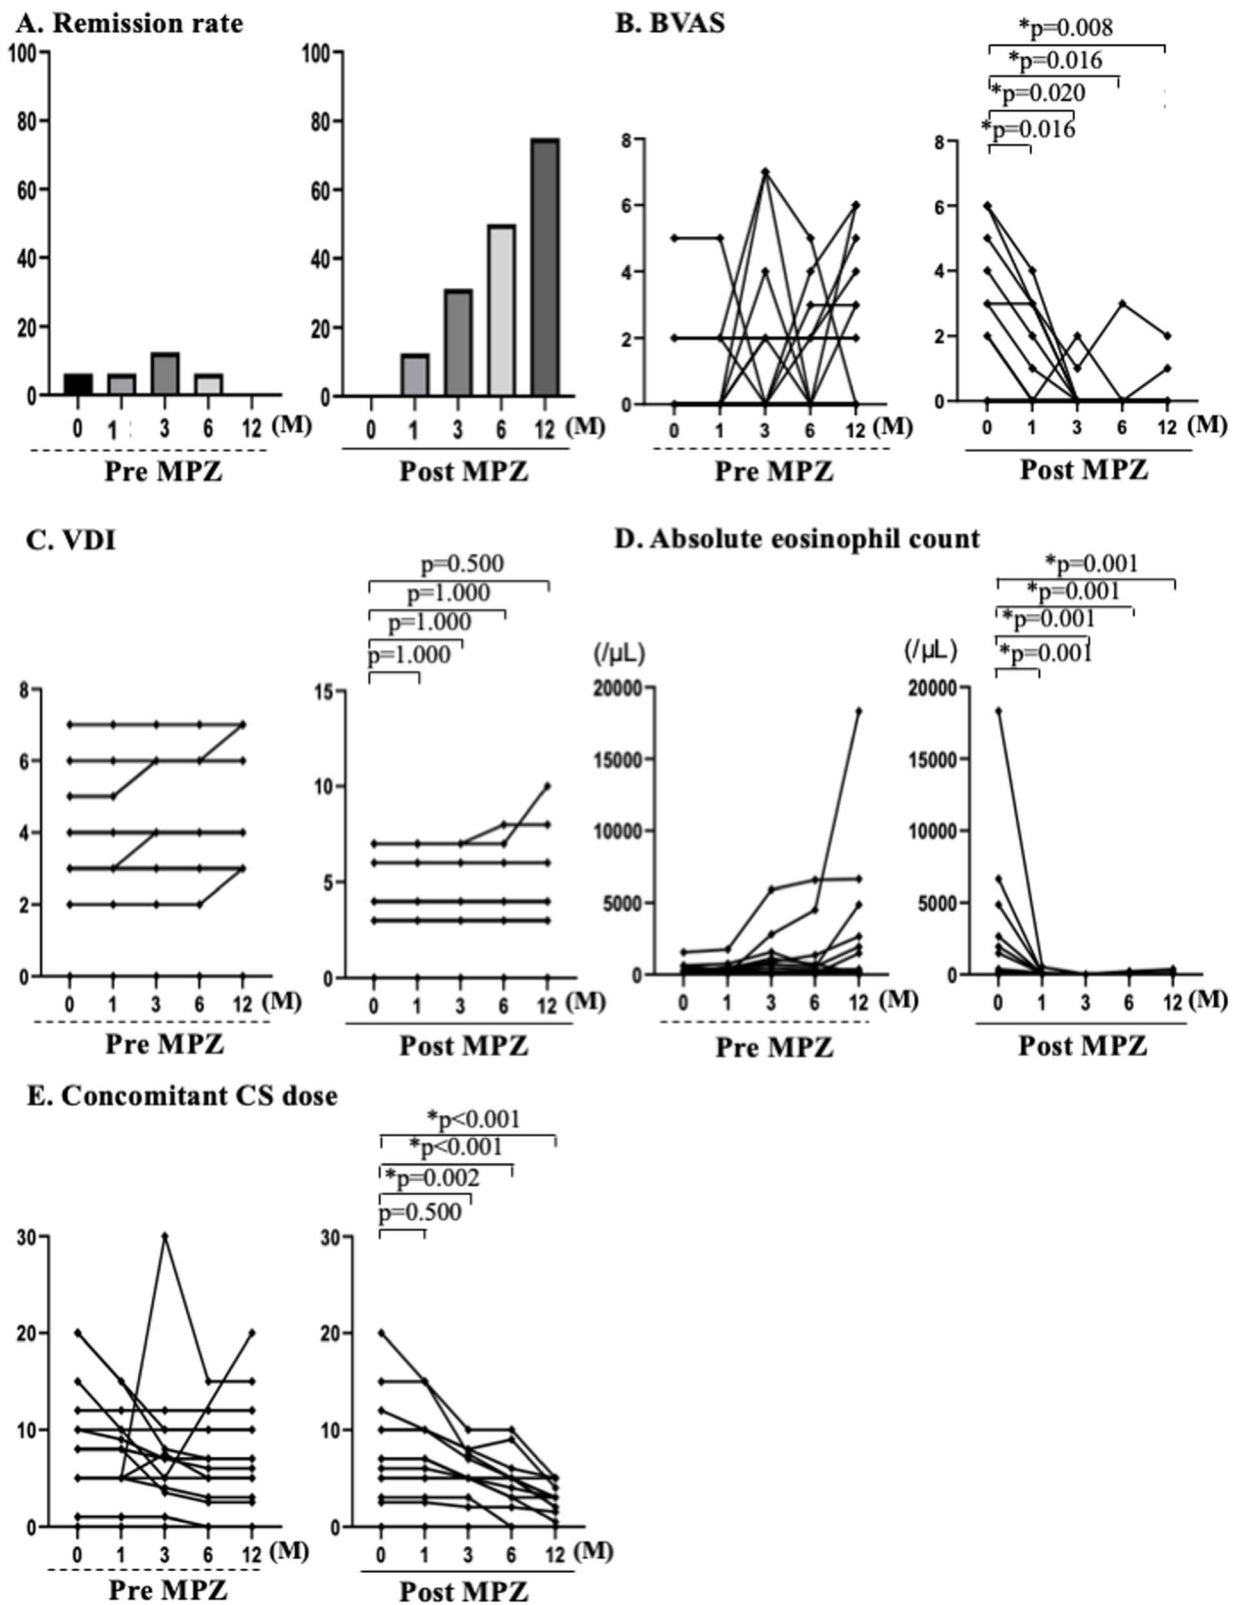 A. Remission rate
100
80
60
40
20
0
0 1 3 6 12 (M)
Pre MPZ
100
80
60
40
20
0
0 1 3 6 12 (M)
Post MPZ
B. BVAS
8
6
4
2
0
0 1 3 6 12 (M)
Pre MPZ
*p=0.008
*p=0.016
*p=0.020
*p=0.016
8
6
4
2
0
0 1 3 6 12 (M)
Post MPZ
C. VDI
8
6
4
2
0
0 1 3 6 12 (M)
Pre MPZ
p=0.500
p=1.000
p=1.000
p=1.000
15
10
5
0
0 1 3 6 12 (M)
Post MPZ
D. Absolute eosinophil count
(/μL)
20000
15000
10000
5000
0
0 1 3 6 12 (M)
Pre MPZ
*p=0.001
*p=0.001
*p=0.001
*p=0.001
(/μL)
20000
15000
10000
5000
0
0 1 3 6 12 (M)
Post MPZ
E. Concomitant CS dose
30
20
10
0
0 1 3 6 12 (M)
Pre MPZ
*p<0.001
*p<0.001
*p=0.002
p=0.500
30
20
10
0
0 1 3 6 12 (M)
Post MPZ